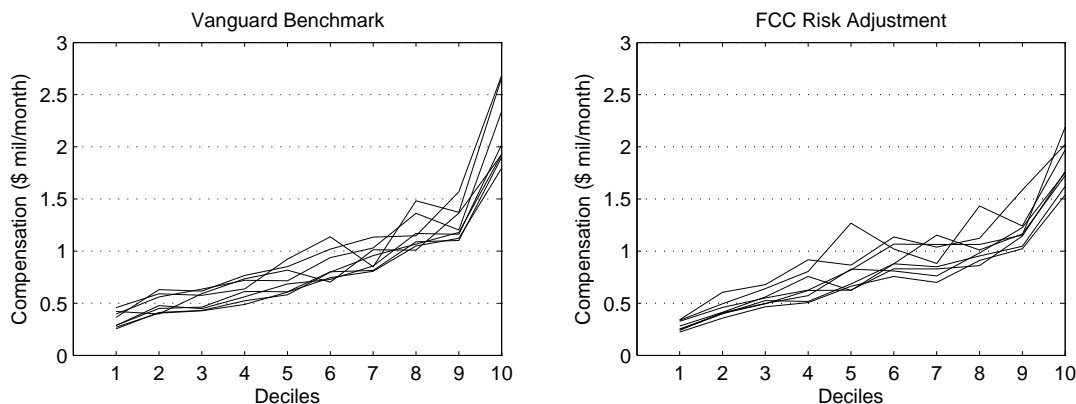 Vanguard Benchmark
3
2.5
2
1.5
1
0.5
0
Compensation ($ mil/month)
1 2 3 4 5 6 7 8 9 10
Deciles
FCC Risk Adjustment
3
2.5
2
1.5
1
0.5
0
Compensation ($ mil/month)
1 2 3 4 5 6 7 8 9 10
Deciles